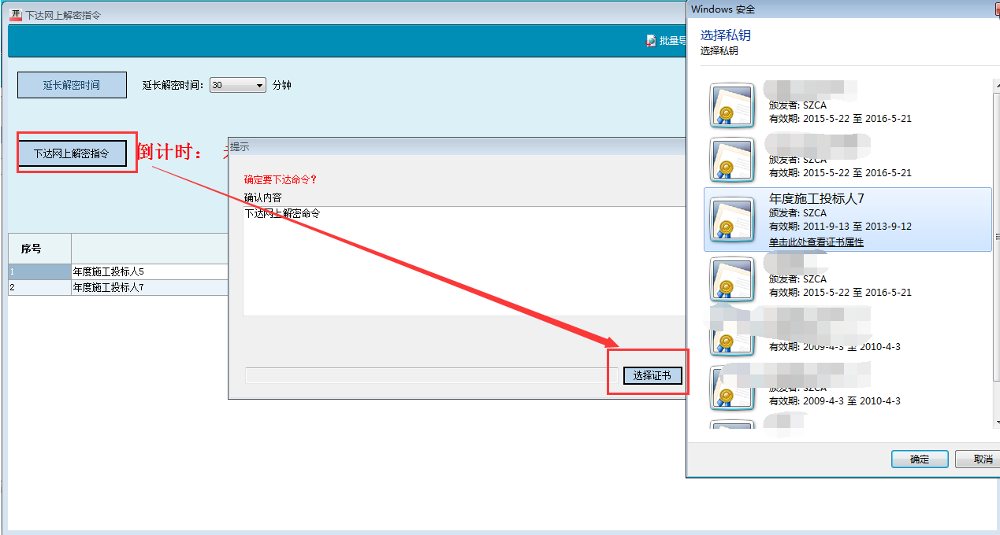 开 下达网上解密指令
批量导
延长解密时间
延长解密时间: 30 分钟
下达网上解密指令
倒计时:
序号
1 年度施工投标人5
2 年度施工投标人7
提示
确定要下达命令?
确认内容
下达网上解密命令
选择证书
Windows 安全
选择私钥
选择私钥
颁发者: SZCA
有效期: 2015-5-22 至 2016-5-21
颁发者: SZCA
有效期: 2015-5-22 至 2016-5-21
年度施工投标人7
颁发者: SZCA
有效期: 2011-9-13 至 2013-9-12
单击此处查看证书属性
颁发者: SZCA
有效期: 2015-5-22 至 2016-5-21
有效期: 2009-4-3 至 2010-4-3
颁发者: SZCA
有效期: 2009-4-3 至 2010-4-3
确定
取消